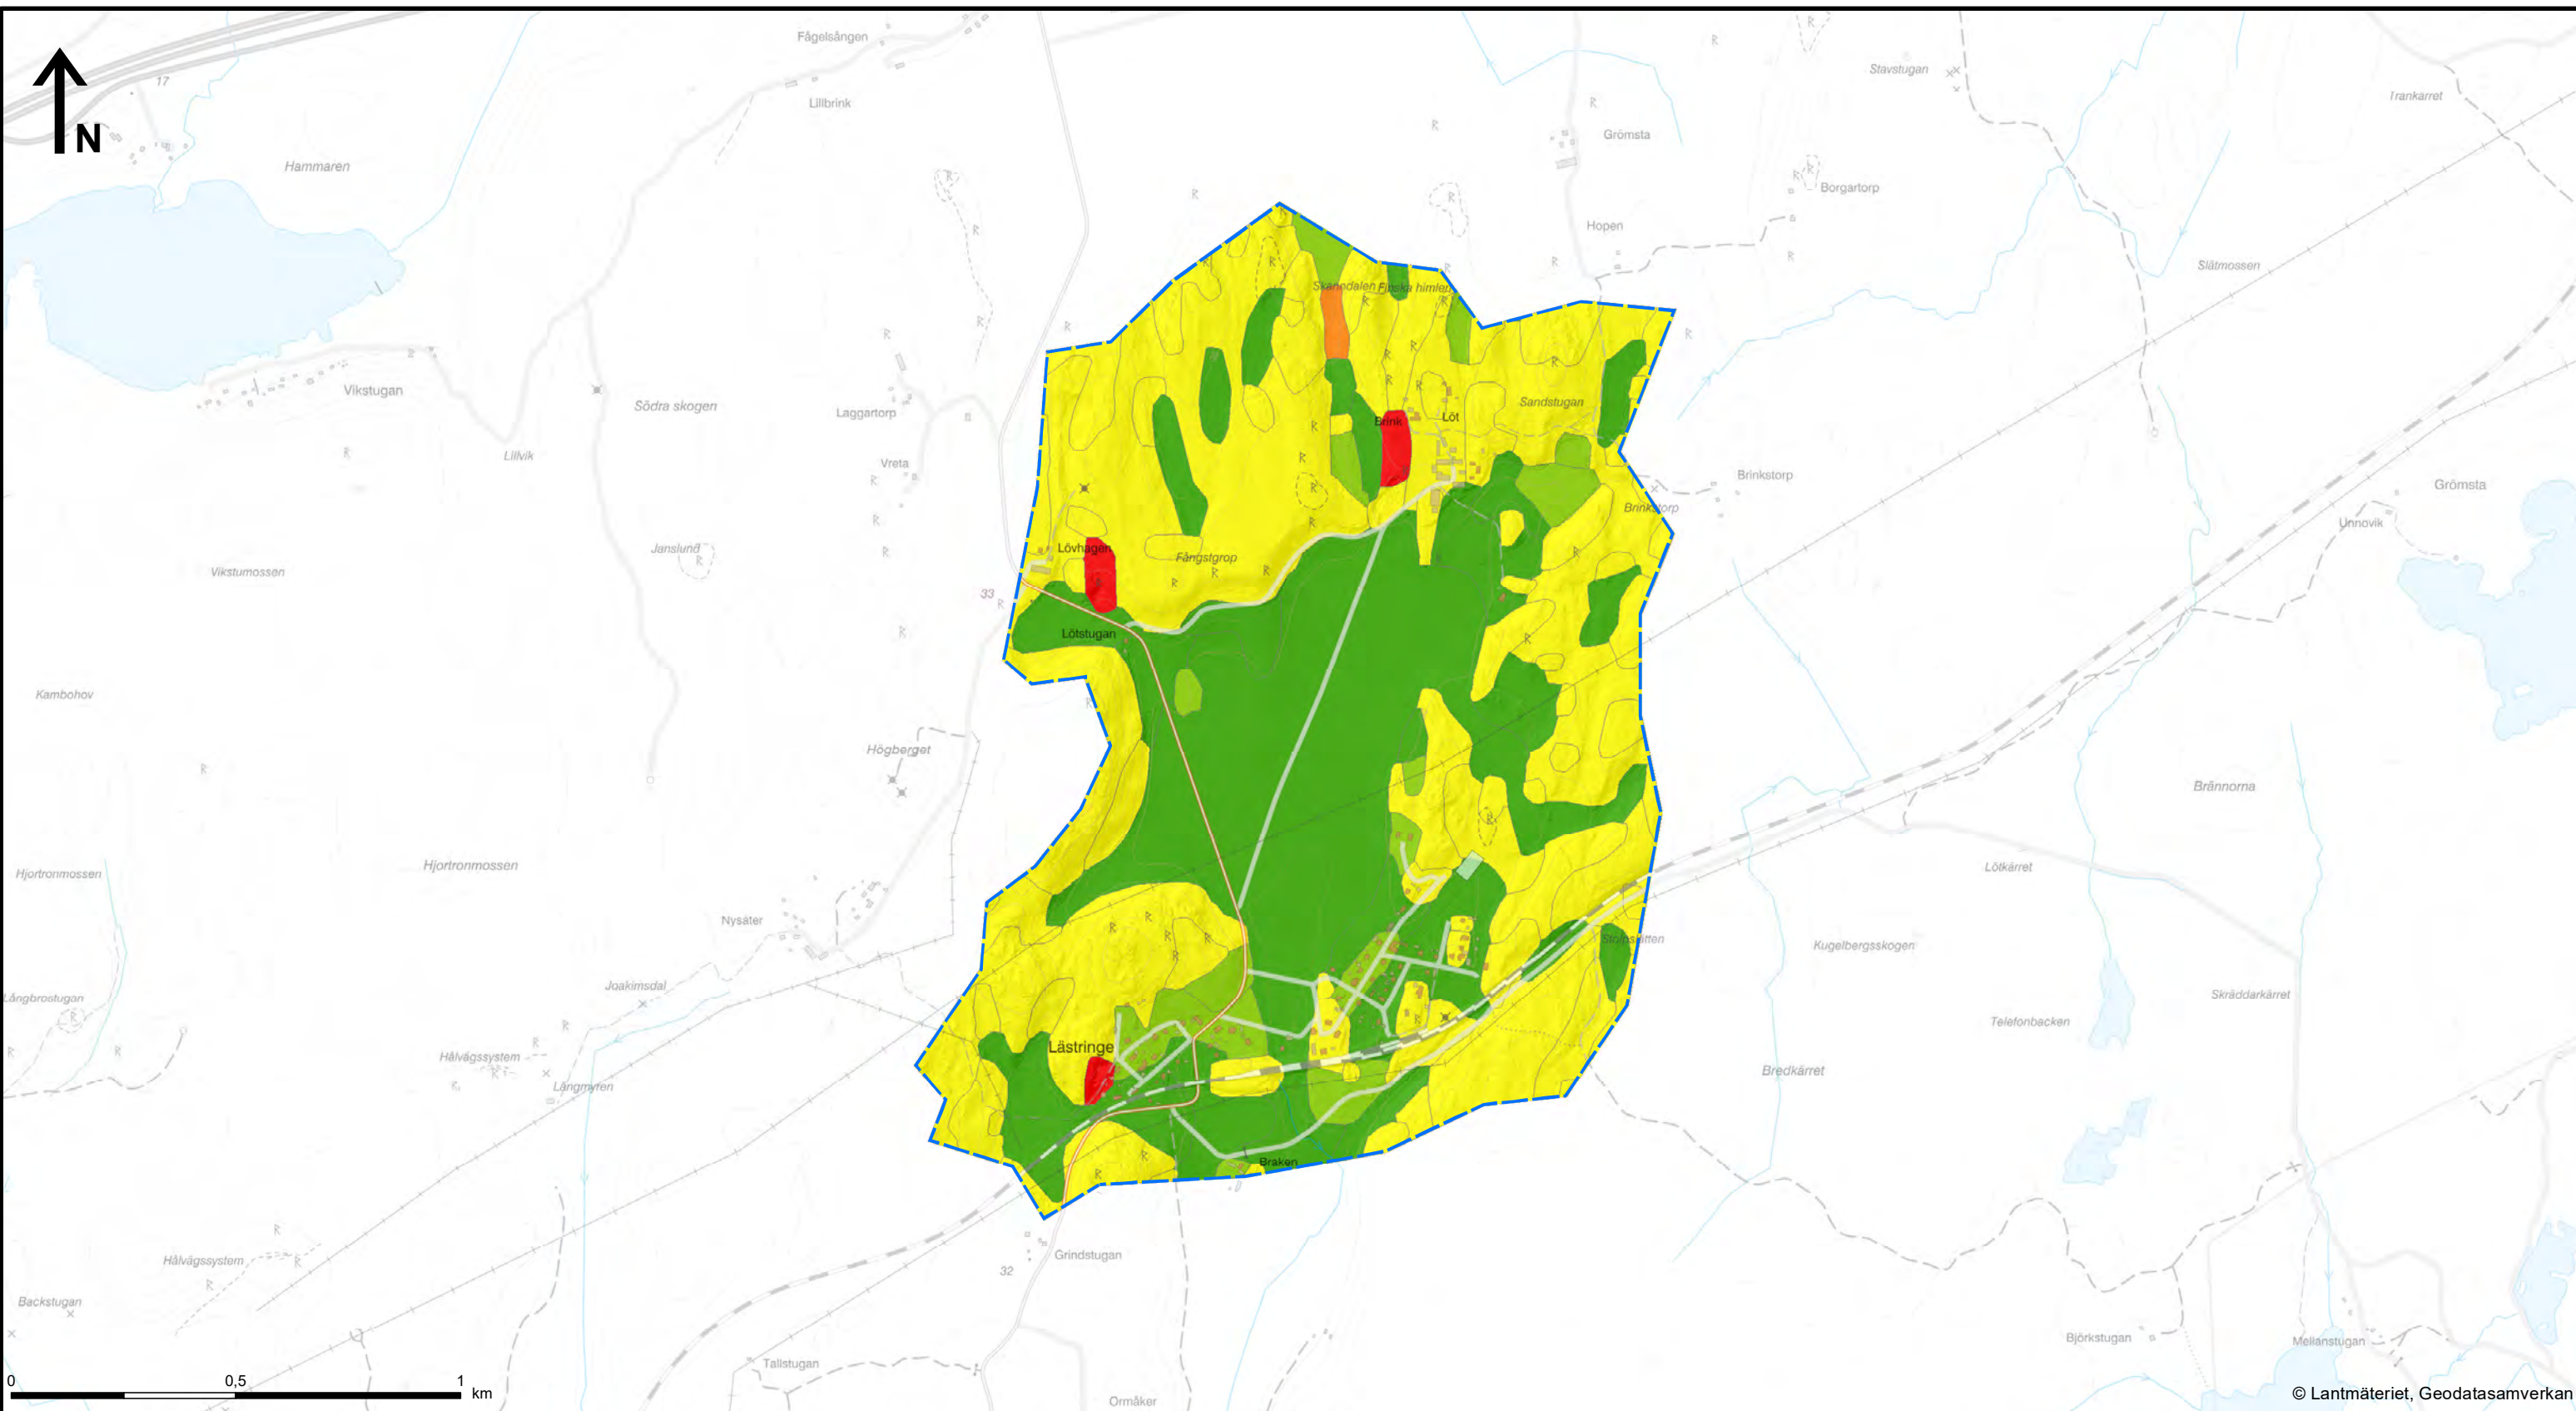 Fågelsången
17
Stavstugan
Lillbrink
N
Grömsta
Hammaren
Borgartorp
Hopen
Slätmossen
Skanndalen
Finska himlen
Vikstugan
Södra skogen
Sandstugan
Laggartorp
Brink
Löt
Lillvik
Vreta
Brinkstorp
Grömsta
Brinkstorp
Unnovik
Lövhagen
Janslund
Fångstgrop
Vikstumossen
33
Lötstugan
Kambohov
Högberget
Brännorna
Hjortronmossen
Lötkärret
Hjortronmossen
Nysäter
Stolpslätten
Kugelbergsskogen
Joakimsdal
Skräddarkärret
Långbrostugan
Telefonbacken
Lästringe
Hålvägssystem
Bredkärret
Långmyren
Braken
Grindstugan
Hålvägssystem
32
Backstugan
Björkstugan
Mellanstugan
Tallstugan
0
0,5
1
km
© Lantmäteriet, Geodatasamverkan
Ormåker